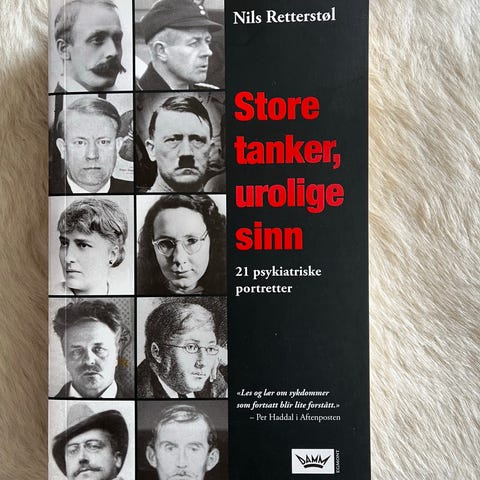 Nils Retterstøl
Store
tanker,
urolige
sinn
21 psykiatriske
portretter
«Les og lær om sykdommer
som fortsatt blir lite forstått.»
– Per Haddal i Aftenposten
DAMM
EGMONT